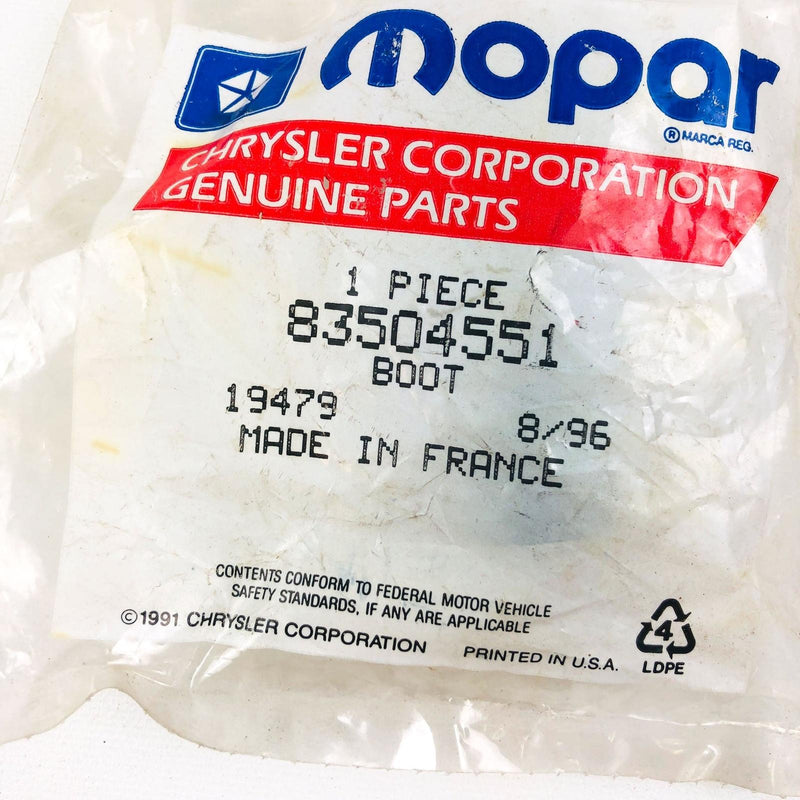 Mopar
® MARCA REG.
CHRYSLER CORPORATION
GENUINE PARTS
1 PIECE
83504551
BOOT
19479 8/96
MADE IN FRANCE
CONTENTS CONFORM TO FEDERAL MOTOR VEHICLE
SAFETY STANDARDS, IF ANY ARE APPLICABLE
©1991 CHRYSLER CORPORATION PRINTED IN U.S.A.
4
LDPE